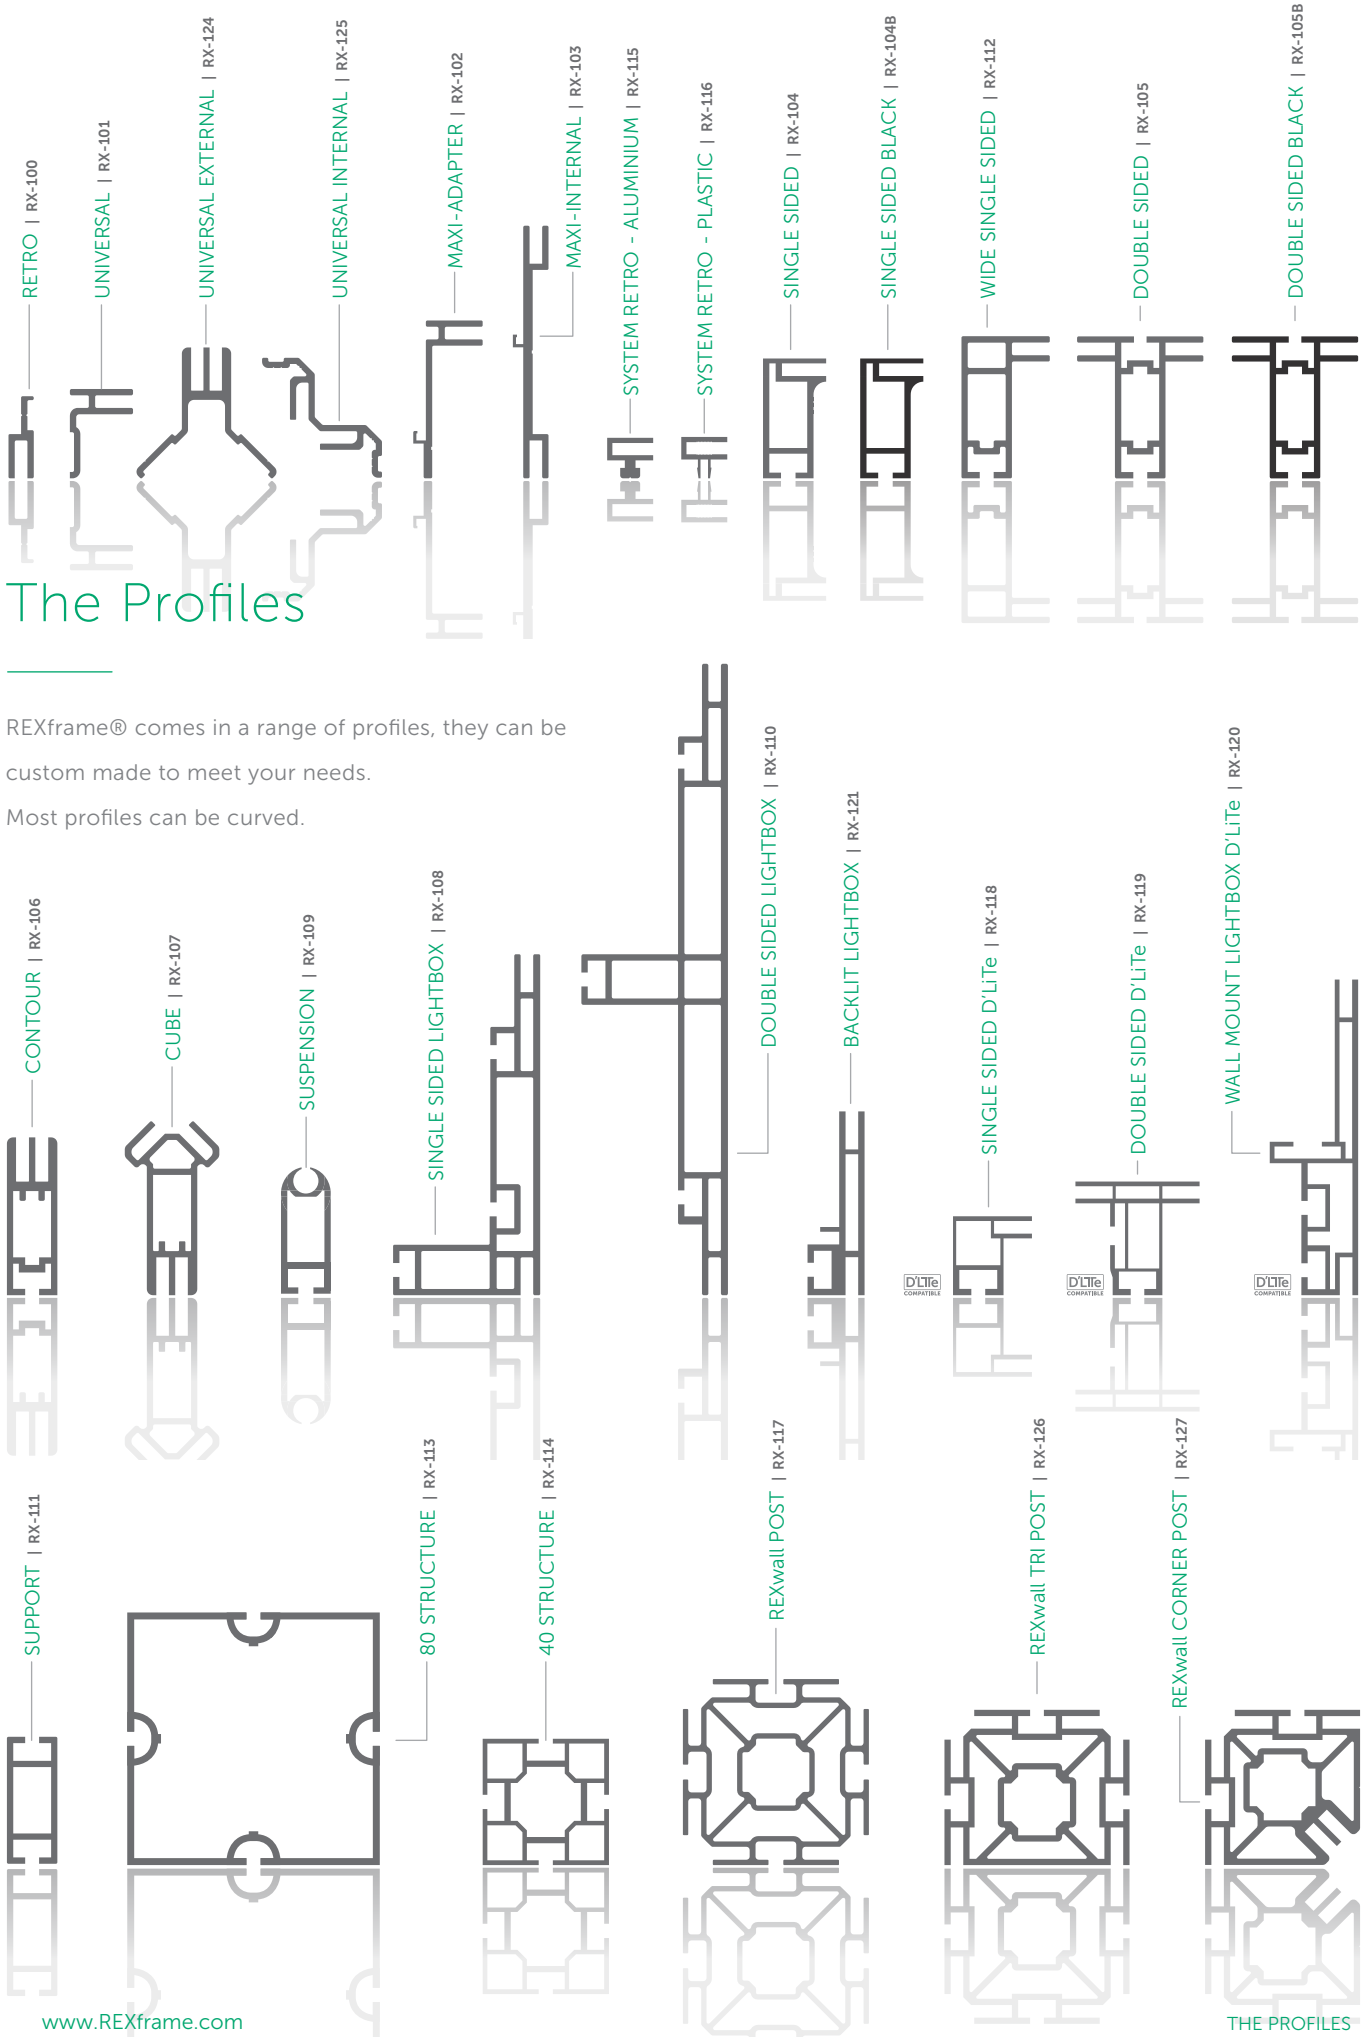 RETRO | RX-100
UNIVERSAL | RX-101
UNIVERSAL EXTERNAL | RX-124
UNIVERSAL INTERNAL | RX-125
MAXI-ADAPTER | RX-102
MAXI-INTERNAL | RX-103
SYSTEM RETRO - ALUMINIUM | RX-115
SYSTEM RETRO - PLASTIC | RX-116
SINGLE SIDED | RX-104
SINGLE SIDED BLACK | RX-104B
WIDE SINGLE SIDED | RX-112
DOUBLE SIDED | RX-105
DOUBLE SIDED BLACK | RX-105B
The Profiles
REXframe® comes in a range of profiles, they can be
custom made to meet your needs.
Most profiles can be curved.
CONTOUR | RX-106
CUBE | RX-107
SUSPENSION | RX-109
SINGLE SIDED LIGHTBOX | RX-108
DOUBLE SIDED LIGHTBOX | RX-110
BACKLIT LIGHTBOX | RX-121
SINGLE SIDED D'LiTe | RX-118
DOUBLE SIDED D'LiTe | RX-119
WALL MOUNT LIGHTBOX D'LiTe | RX-120
D'LITe
COMPATIBLE
D'LITe
COMPATIBLE
D'LITe
COMPATIBLE
SUPPORT | RX-111
80 STRUCTURE | RX-113
40 STRUCTURE | RX-114
REXwall POST | RX-117
REXwall TRI POST | RX-126
REXwall CORNER POST | RX-127
www.REXframe.com
THE PROFILES